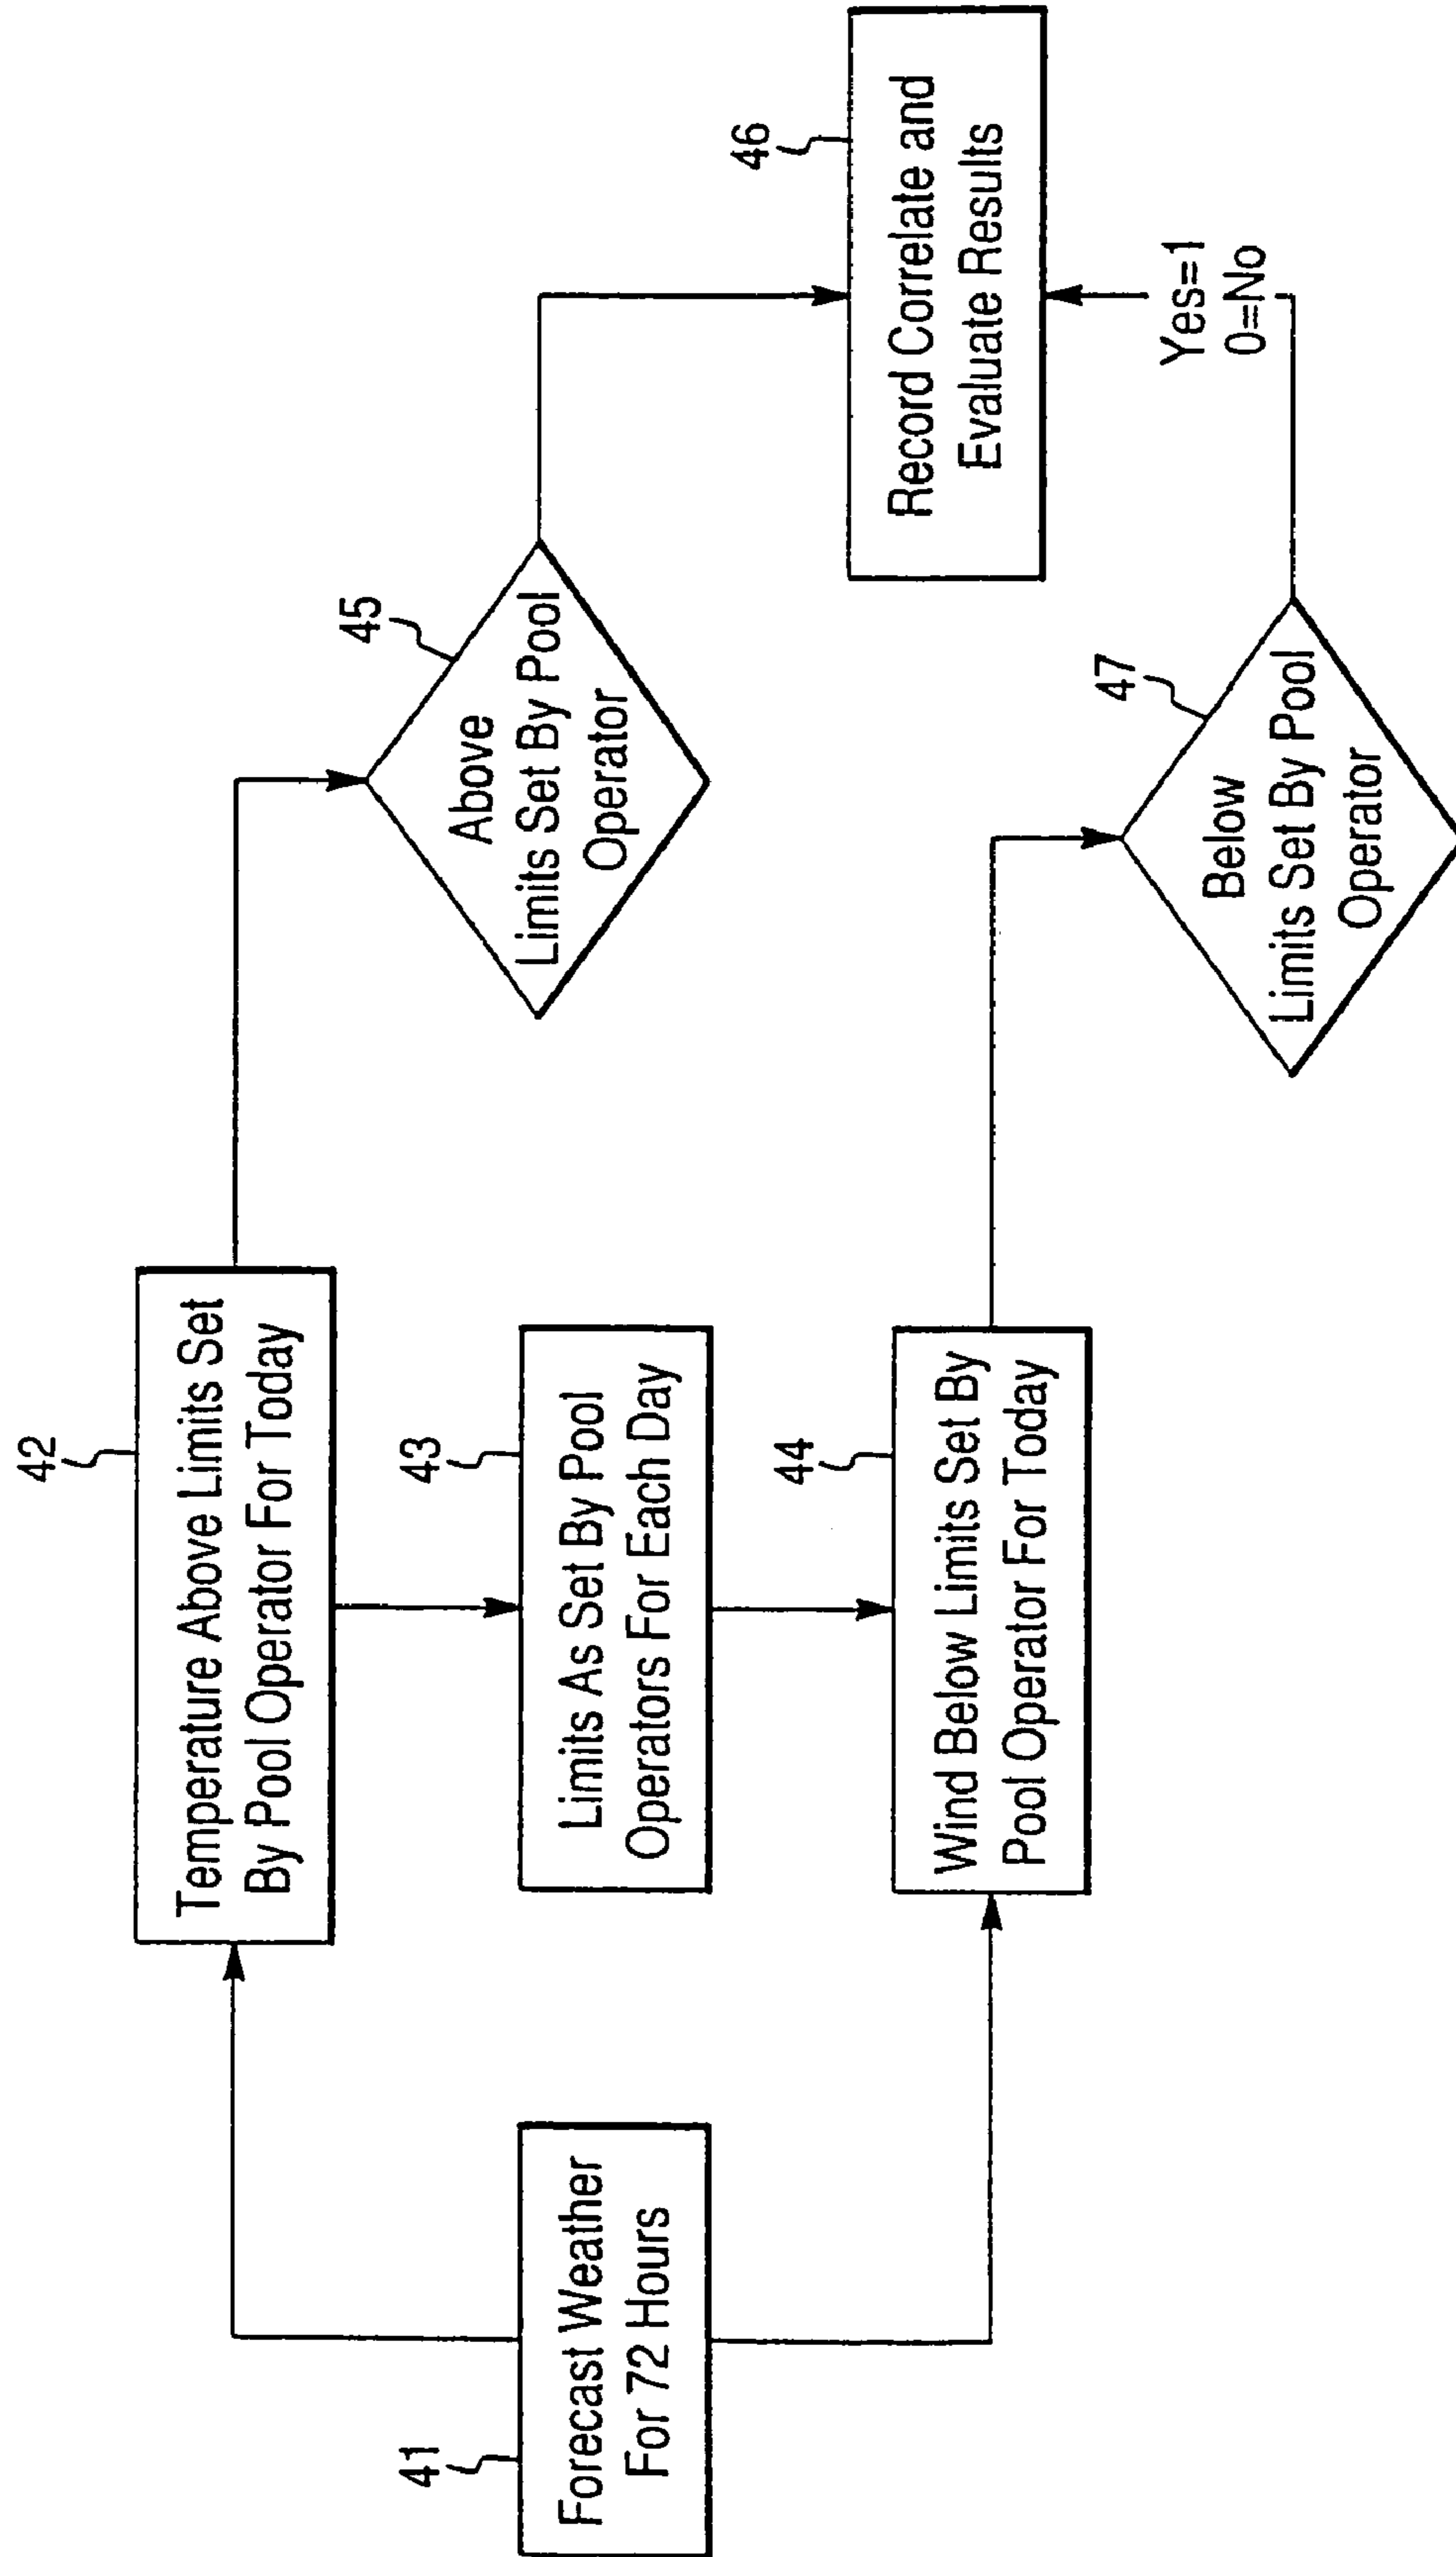 41
Forecast Weather
For 72 Hours
42
Temperature Above Limits Set
By Pool Operator For Today
43
Limits As Set By Pool
Operators For Each Day
44
Wind Below Limits Set By
Pool Operator For Today
45
Above
Limits Set By Pool
Operator
46
Record Correlate and
Evaluate Results
47
Below
Limits Set By Pool
Operator
Yes=1
0=No